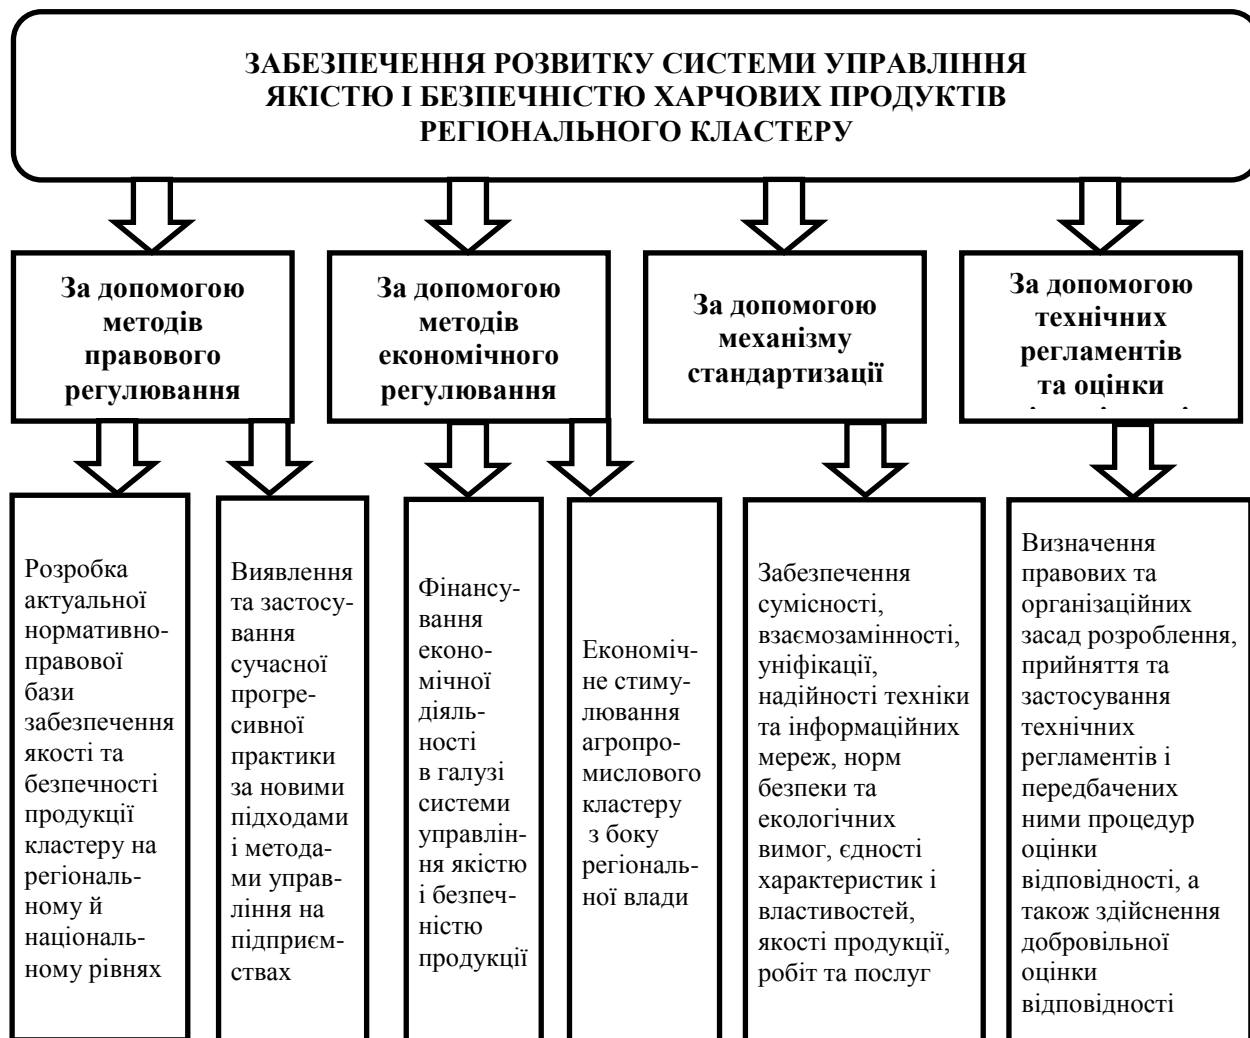 ЗАБЕЗПЕЧЕННЯ РОЗВИТКУ СИСТЕМИ УПРАВЛІННЯ
ЯКІСТЮ І БЕЗПЕЧНІСТЮ ХАРЧОВИХ ПРОДУКТІВ
РЕГІОНАЛЬНОГО КЛАСТЕРУ
За допомогою
методів
правового
регулювання
За допомогою
методів
економічного
регулювання
За допомогою
механізму
стандартизації
За допомогою
технічних
регламентів
та оцінки
Розробка
актуальної
нормативно-
правової
бази
забезпечення
якості та
безпечності
продукції
кластеру на
регіональ-
ному й
національ-
ному рівнях
Виявлення
та застосу-
вання
сучасної
прогре-
сивної
практики
за новими
підходами
і метода-
ми управ-
ління на
підприєм-
ствах
Фінансу-
вання
еконо-
мічної
діяль-
ності
в галузі
системи
управлін-
ня якістю
і безпеч-
ністю
продукції
Економіч-
не стиму-
лювання
агропро-
мислового
кластеру
з боку
регіональ-
ної влади
Забезпечення
сумісності,
взаємозамінності,
уніфікації,
надійності техніки
та інформаційних
мереж, норм
безпеки та
екологічних
вимог, єдності
характеристик і
властивостей,
якості продукції,
робіт та послуг
Визначення
правових та
організаційних
засад розроблення,
прийняття та
застосування
технічних
регламентів і
передбачених
ними процедур
оцінки
відповідності, а
також здійснення
добровільної
оцінки
відповідності